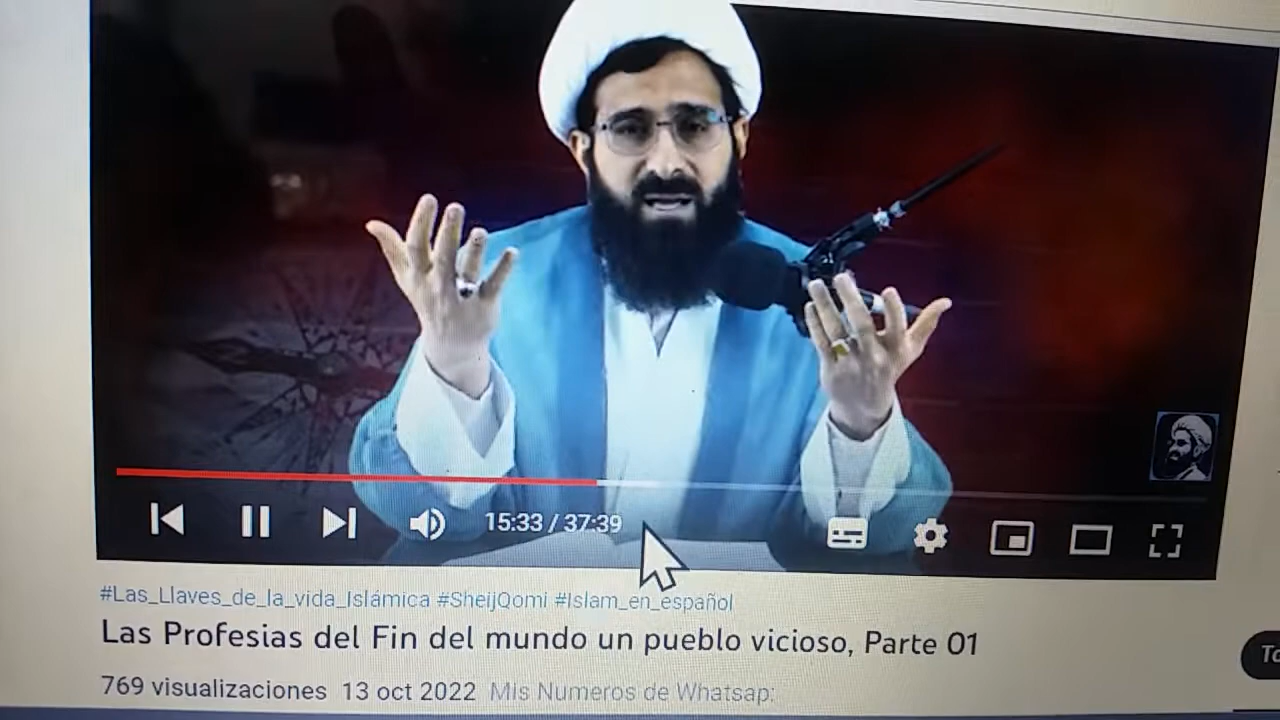 15:33 / 37:39
#Las_Llaves_de_la_vida_Islámica #SheijQomi #Islam_en_español
Las Profesias del Fin del mundo un pueblo vicioso, Parte 01
769 visualizaciones 13 oct 2022 Mis Numeros de Whatsap: